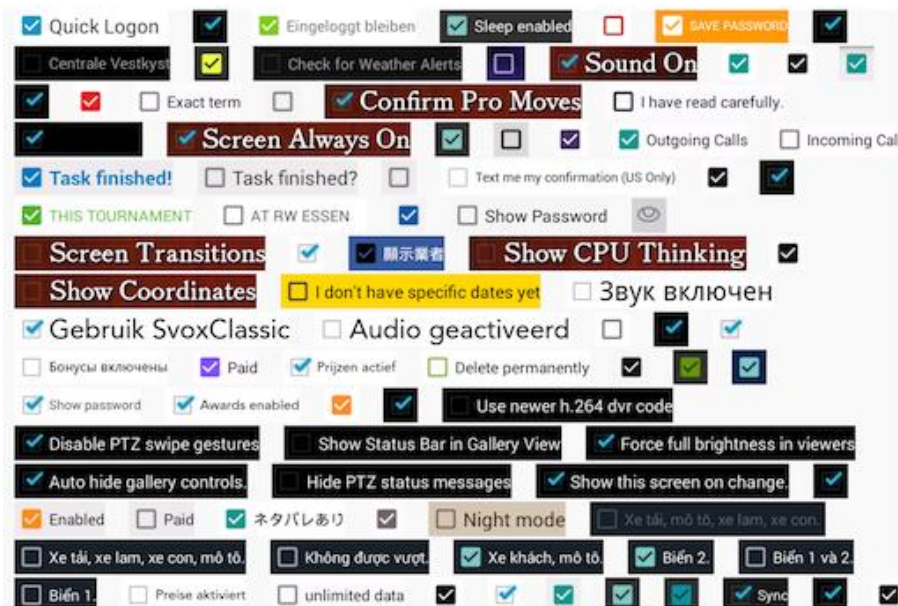 Quick Logon Eingeloggt bleiben Sleep enabled SAVE PASSWORD
Centrale Vestkyst Check for Weather Alerts Sound On
Exact term Confirm Pro Moves I have read carefully.
Screen Always On Outgoing Calls Incoming Cal
Task finished! Task finished? Text me my confirmation (US Only)
THIS TOURNAMENT AT RW ESSEN Show Password
Screen Transitions 顯示業者 Show CPU Thinking
Show Coordinates I don't have specific dates yet Звук включен
Gebruik SvoxClassic Audio geactiveerd
Бонусы включены Paid Prijzen actief Delete permanently
Show password Awards enabled Use newer h.264 dvr code
Disable PTZ swipe gestures Show Status Bar in Gallery View Force full brightness in viewers
Auto hide gallery controls. Hide PTZ status messages Show this screen on change.
Enabled Paid ネタバレあり Night mode Xe tải, mô tô, xe lam, xe con.
Xe tải, xe lam, xe con, mô tô. Không được vượt. Xe khách, mô tô. Biển 2. Biển 1 và 2.
Biển 1. Preise aktiviert unlimited data Sync